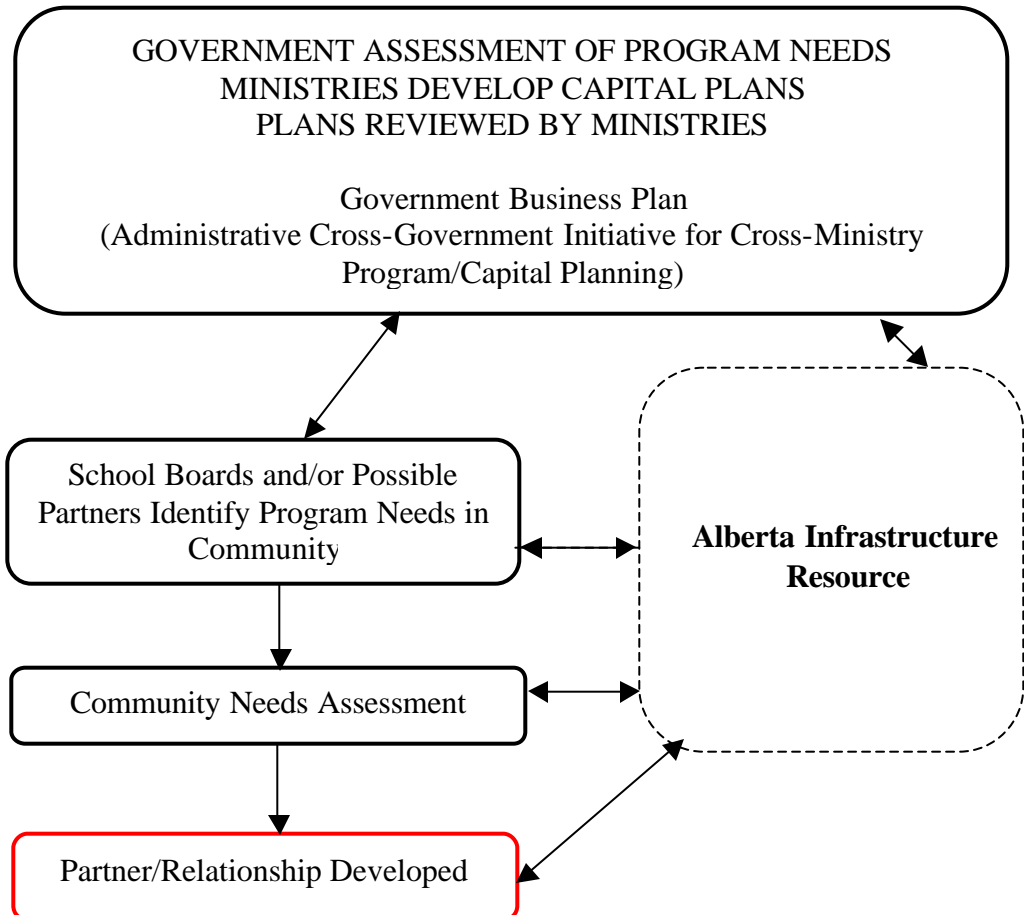 GOVERNMENT ASSESSMENT OF PROGRAM NEEDS
MINISTRIES DEVELOP CAPITAL PLANS
PLANS REVIEWED BY MINISTRIES
Government Business Plan
(Administrative Cross-Government Initiative for Cross-Ministry
Program/Capital Planning)
School Boards and/or Possible
Partners Identify Program Needs in
Community
Alberta Infrastructure
Resource
Community Needs Assessment
Partner/Relationship Developed